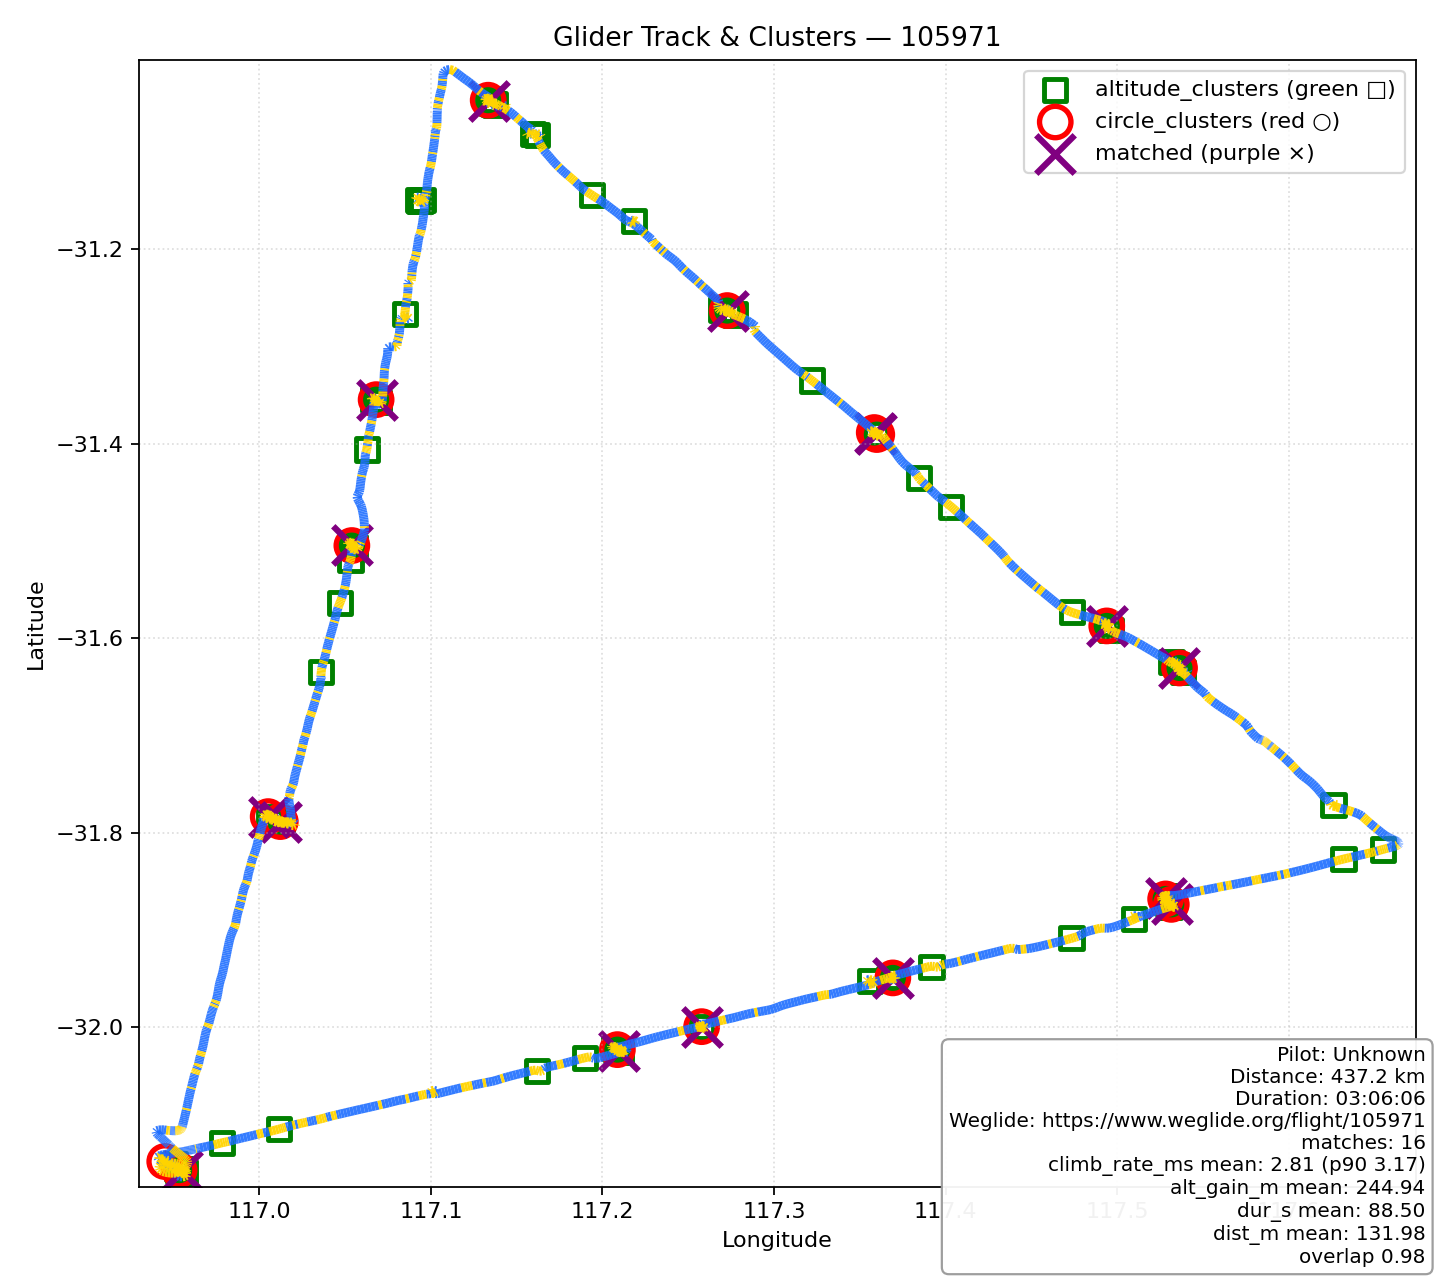 Glider Track & Clusters — 105971
altitude_clusters (green □)
circle_clusters (red ○)
matched (purple ×)
Latitude
−31.2
−31.4
−31.6
−31.8
−32.0
117.0
117.1
117.2
117.3
117.4
117.5
Longitude
Pilot: Unknown
Distance: 437.2 km
Duration: 03:06:06
Weglide: https://www.weglide.org/flight/105971
matches: 16
climb_rate_ms mean: 2.81 (p90 3.17)
alt_gain_m mean: 244.94
dur_s mean: 88.50
dist_m mean: 131.98
overlap 0.98